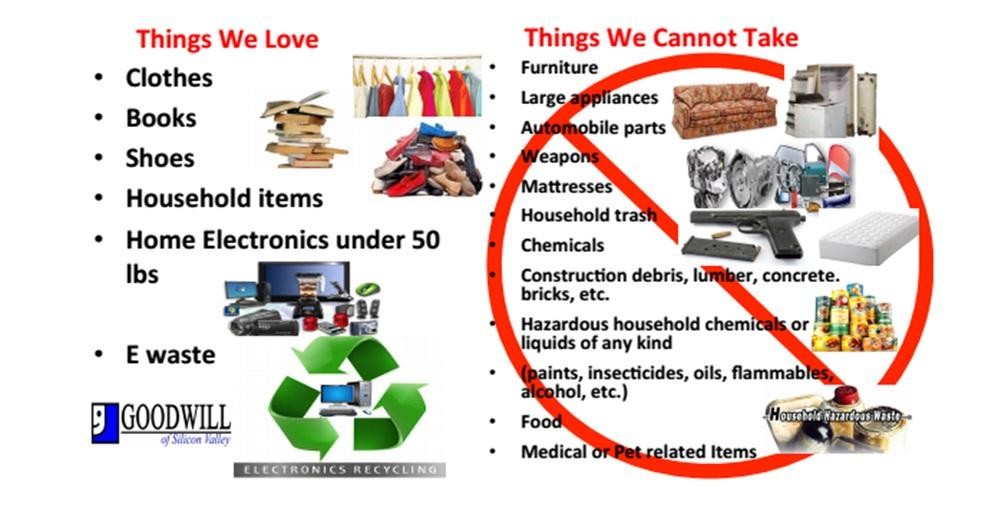 Things We Love
• Clothes
• Books
• Shoes
• Household items
• Home Electronics under 50
lbs
• E waste
GOODWILL
of Silicon Valley
ELECTRONICS RECYCLING
Things We Cannot Take
• Furniture
• Large appliances
• Automobile parts
• Weapons
• Mattresses
• Household trash
• Chemicals
• Construction debris, lumber, concrete.
bricks, etc.
• Hazardous household chemicals or
liquids of any kind
• (paints, insecticides, oils, flammables,
alcohol, etc.)
• Food
• Medical or Pet related Items
Household Hazardous Waste